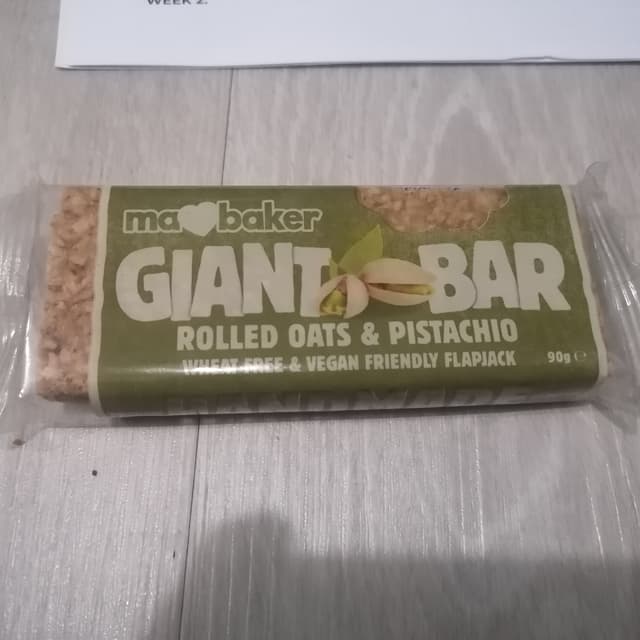 WEEK 2.
ma baker
GIANT BAR
ROLLED OATS & PISTACHIO
WHEAT FREE & VEGAN FRIENDLY FLAPJACK
90g e